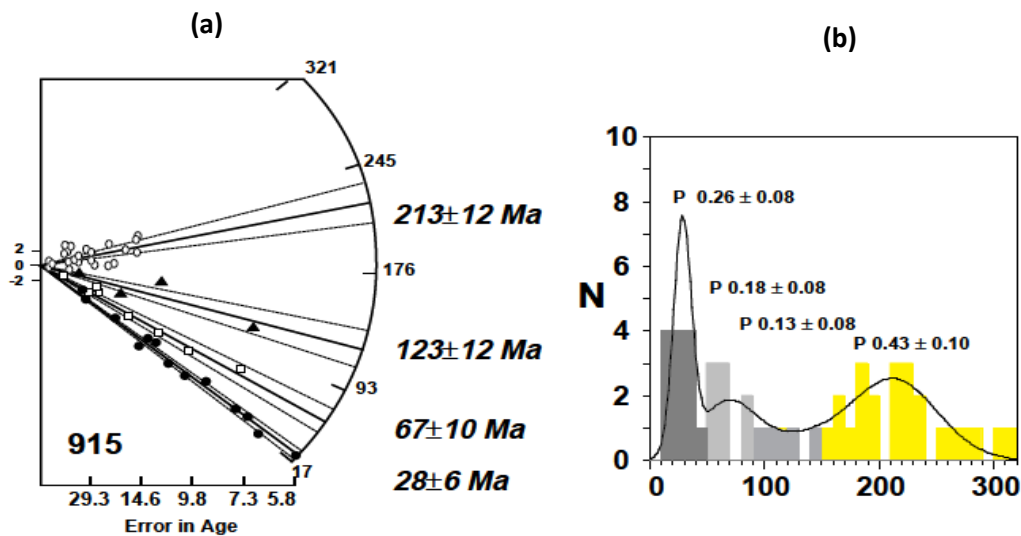 (a)
321
245
213±12 Ma
2
0
-2
176
123±12 Ma
93
915
67±10 Ma
17
28±6 Ma
29.3 14.6 9.8 7.3 5.8
Error in Age
(b)
10
P 0.26 ± 0.08
8
6
N
P 0.18 ± 0.08
P 0.13 ± 0.08
4
P 0.43 ± 0.10
2
0
0 100 200 300